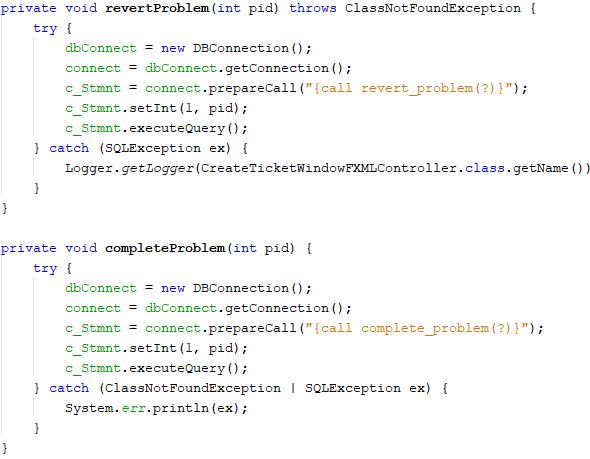 private void revertProblem(int pid) throws ClassNotFoundException {
    try {
        dbConnect = new DBConnection();
        connect = dbConnect.getConnection();
        c_Stmnt = connect.prepareCall("{call revert_problem(?)}");
        c_Stmnt.setInt(1, pid);
        c_Stmnt.executeQuery();
    } catch (SQLException ex) {
        Logger.getLogger(CreateTicketWindowFXMLController.class.getName())
    }
}

private void completeProblem(int pid) {
    try {
        dbConnect = new DBConnection();
        connect = dbConnect.getConnection();
        c_Stmnt = connect.prepareCall("{call complete_problem(?)}");
        c_Stmnt.setInt(1, pid);
        c_Stmnt.executeQuery();
    } catch (ClassNotFoundException | SQLException ex) {
        System.err.println(ex);
    }
}